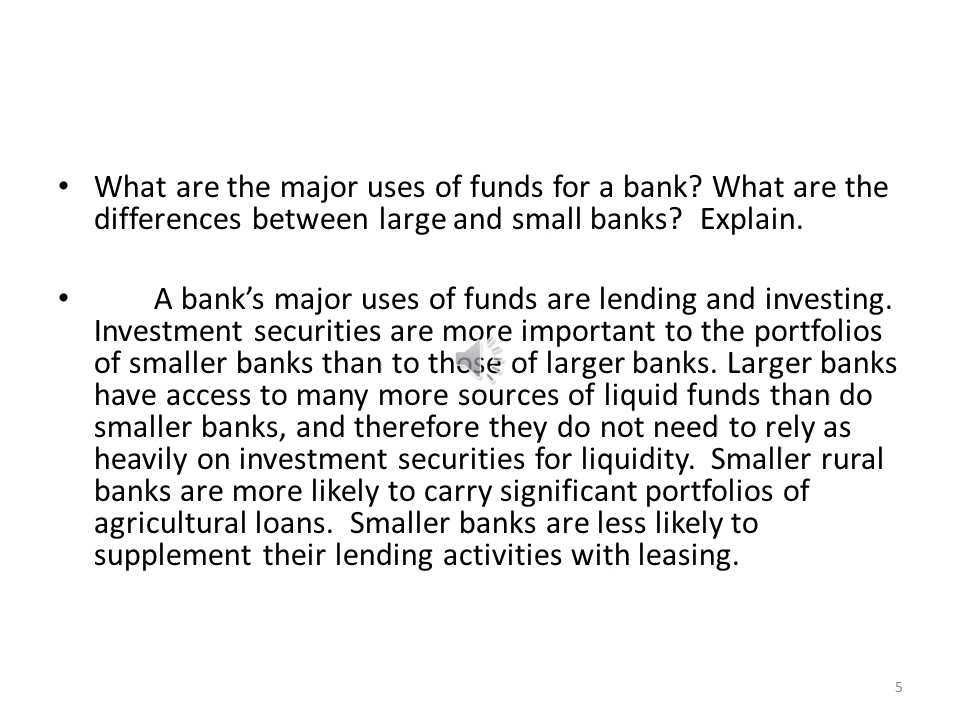 • What are the major uses of funds for a bank? What are the
differences between large and small banks?  Explain.
• A bank’s major uses of funds are lending and investing.
Investment securities are more important to the portfolios
of smaller banks than to those of larger banks. Larger banks
have access to many more sources of liquid funds than do
smaller banks, and therefore they do not need to rely as
heavily on investment securities for liquidity.  Smaller rural
banks are more likely to carry significant portfolios of
agricultural loans.  Smaller banks are less likely to
supplement their lending activities with leasing.
5